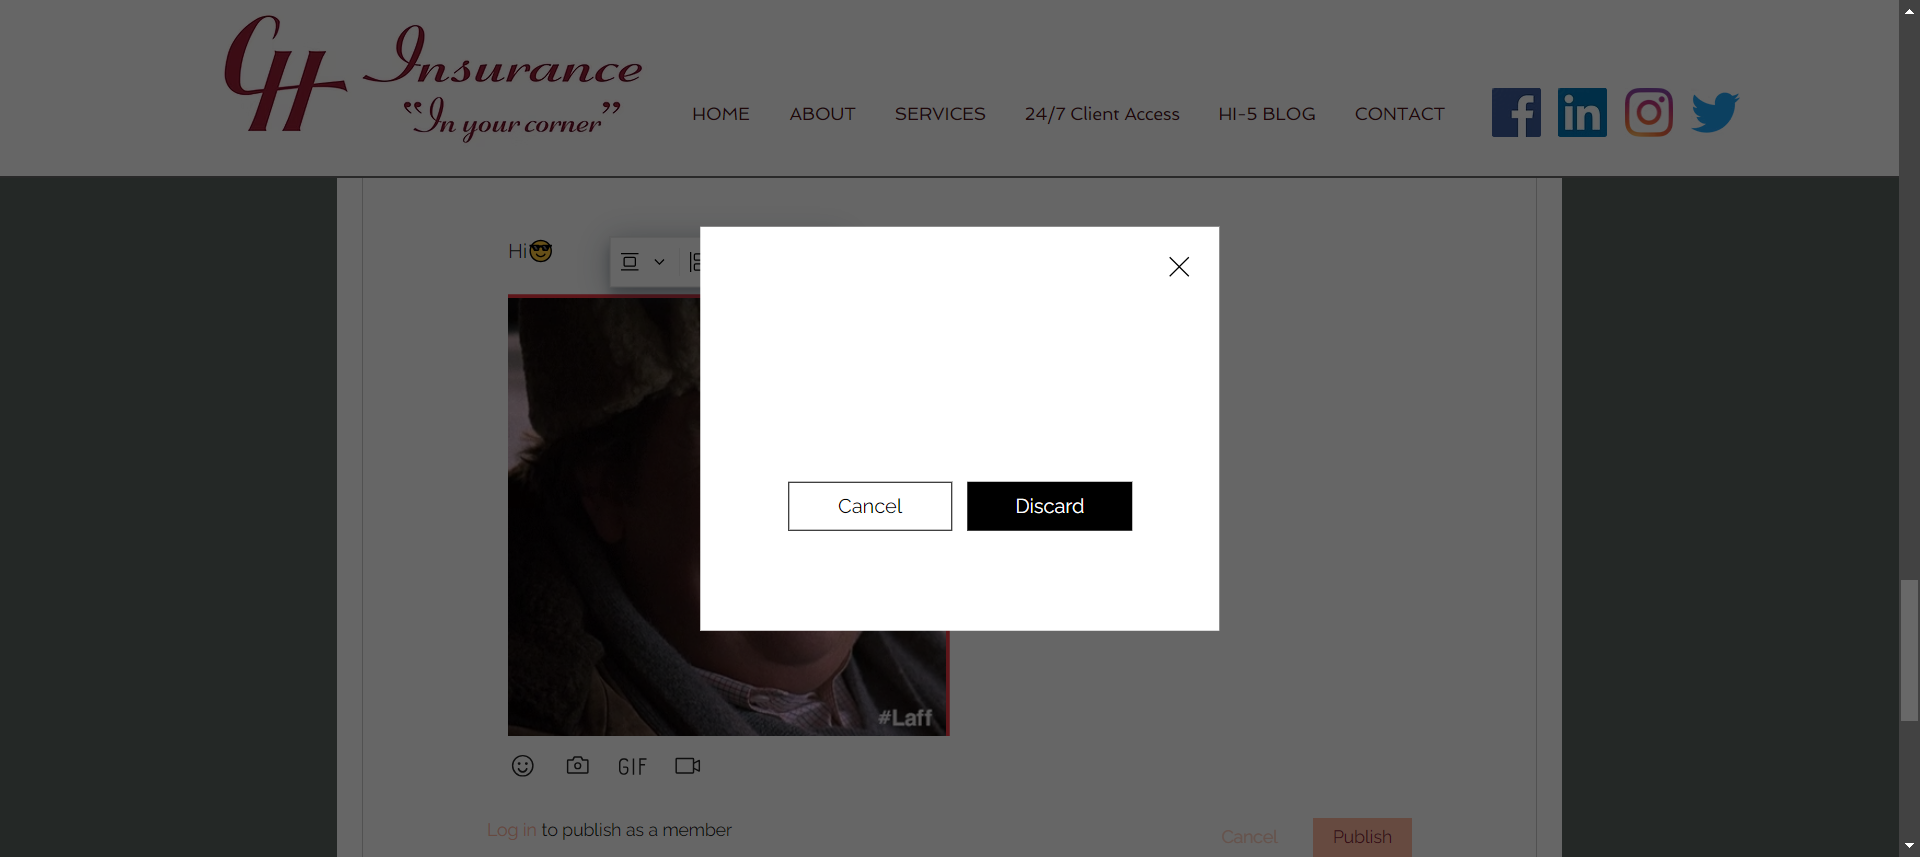 CH Insurance
"In your corner"
HOME ABOUT SERVICES 24/7 Client Access HI-5 BLOG CONTACT
Hi😎
Cancel Discard
#Laff
GIF
Log in to publish as a member
Cancel Publish